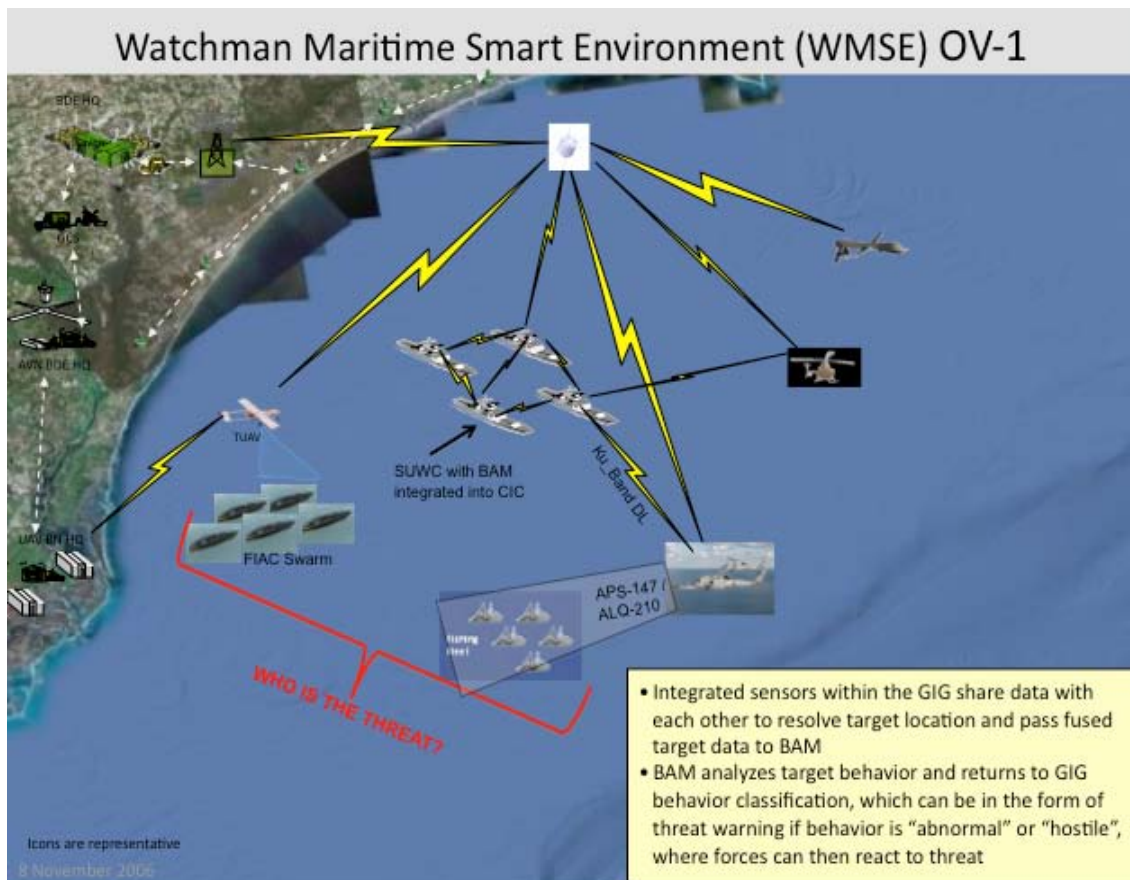 Watchman Maritime Smart Environment (WMSE) OV-1
BDE HQ
GCS
AVN BDE HQ
TUAV
SUWC with BAM
integrated into CIC
Ku_Band DL
UAV BN HQ
FIAC Swarm
APS-147 /
ALQ-210
fishing
fleet
WHO IS THE THREAT?
• Integrated sensors within the GIG share data with
each other to resolve target location and pass fused
target data to BAM
• BAM analyzes target behavior and returns to GIG
behavior classification, which can be in the form of
threat warning if behavior is “abnormal” or “hostile”,
where forces can then react to threat
Icons are representative
8 November 2006